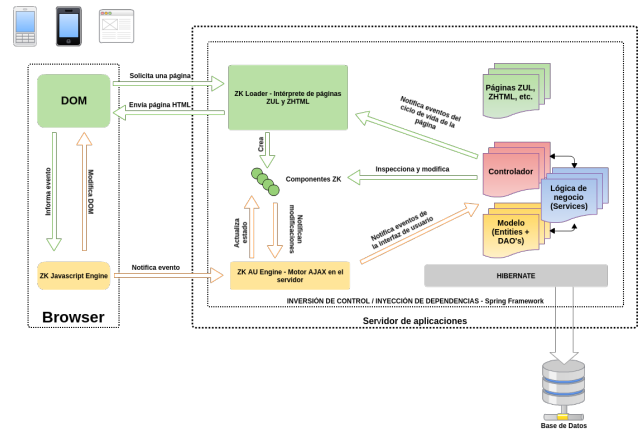 Solicita una página
Envia página HTML
DOM
Informa evento
Modifica DOM
ZK Javascript Engine
Browser
Notifica evento
ZK Loader - Intérprete de páginas
ZUL y ZHTML
Crea
Componentes ZK
Actualiza
estado
Notifican
modificaciones
ZK AU Engine - Motor AJAX en el
servidor
Notifica eventos del
ciclo de vida de la
página
Inspecciona y modifica
Notifica eventos de
la interfaz de usuario
Páginas ZUL,
ZHTML, etc.
Controlador
Lógica de
negocio
(Services)
Modelo
(Entities +
DAO's)
HIBERNATE
INVERSIÓN DE CONTROL / INYECCIÓN DE DEPENDENCIAS - Spring Framework
Servidor de aplicaciones
Base de Datos